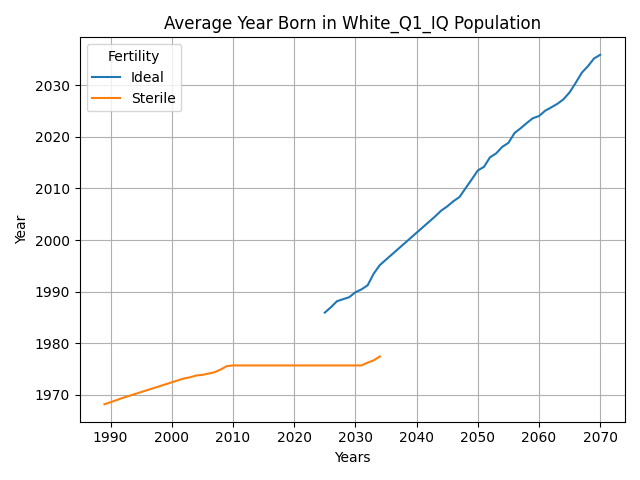 Average Year Born in White_Q1_IQ Population
Fertility
Ideal
Sterile
Year
2030
2020
2010
2000
1990
1980
1970
1990 2000 2010 2020 2030 2040 2050 2060 2070
Years